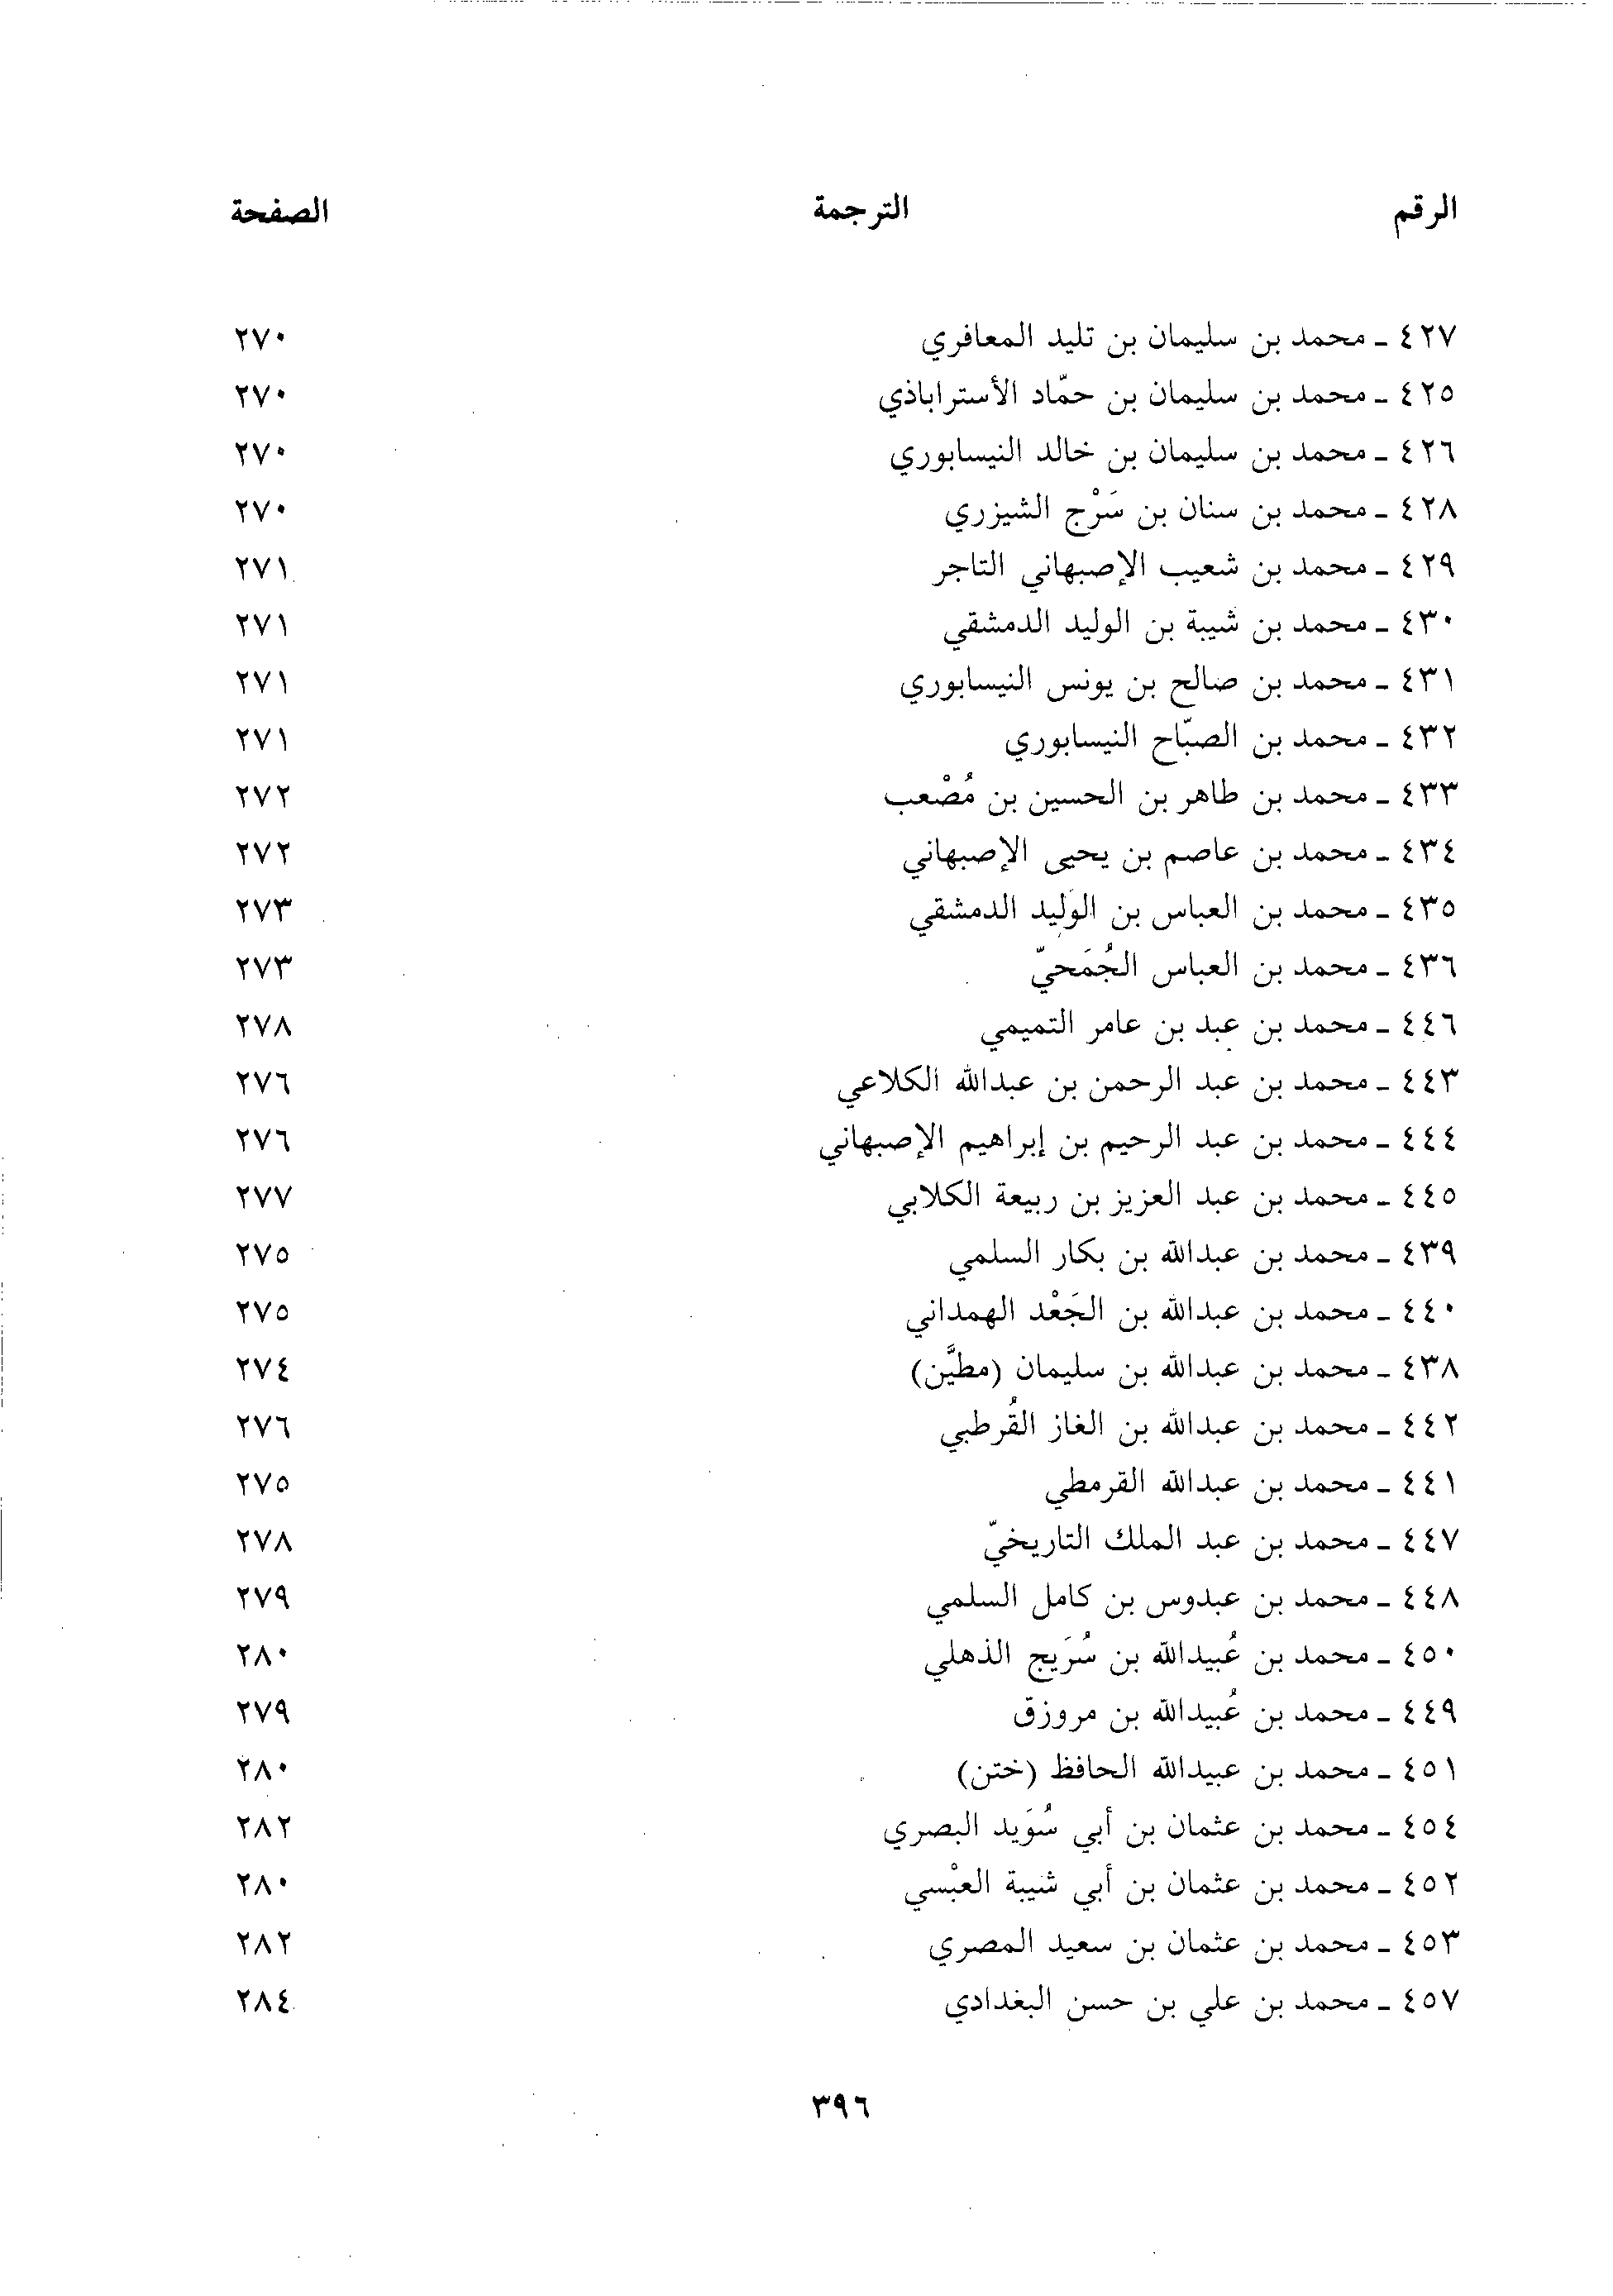 الرقم الترجمة الصفحة
٤٢٧ - محمد بن سليمان بن تليد المعافري ٢٧٠
٤٢٥ - محمد بن سليمان بن حمّاد الأستراباذي ٢٧٠
٤٢٦ - محمد بن سليمان بن خالد النيسابوري ٢٧٠
٤٢٨ - محمد بن سنان بن سَرْج الشيزري ٢٧٠
٤٢٩ - محمد بن شعيب الإصبهاني التاجر ٢٧١
٤٣٠ - محمد بن شيبة بن الوليد الدمشقي ٢٧١
٤٣١ - محمد بن صالح بن يونس النيسابوري ٢٧١
٤٣٢ - محمد بن الصبّاح النيسابوري ٢٧١
٤٣٣ - محمد بن طاهر بن الحسين بن مُصْعب ٢٧٢
٤٣٤ - محمد بن عاصم بن يحيى الإصبهاني ٢٧٢
٤٣٥ - محمد بن العباس بن الوَلِيد الدمشقي ٢٧٣
٤٣٦ - محمد بن العباس الجُمَحيّ ٢٧٣
٤٤٦ - محمد بن عبد بن عامر التميمي ٢٧٨
٤٤٣ - محمد بن عبد الرحمن بن عبدالله الكلاعي ٢٧٦
٤٤٤ - محمد بن عبد الرحيم بن إبراهيم الإصبهاني ٢٧٦
٤٤٥ - محمد بن عبد العزيز بن ربيعة الكلابي ٢٧٧
٤٣٩ - محمد بن عبدالله بن بكار السلمي ٢٧٥
٤٤٠ - محمد بن عبدالله بن الجَعْد الهمداني ٢٧٥
٤٣٨ - محمد بن عبدالله بن سليمان (مطيَّن) ٢٧٤
٤٤٢ - محمد بن عبدالله بن الغاز القُرطبي ٢٧٦
٤٤١ - محمد بن عبدالله القرمطي ٢٧٥
٤٤٧ - محمد بن عبد الملك التاريخيّ ٢٧٨
٤٤٨ - محمد بن عبدوس بن كامل السلمي ٢٧٩
٤٥٠ - محمد بن عُبيدالله بن سُرَيج الذهلي ٢٨٠
٤٤٩ - محمد بن عُبيدالله بن مروزق ٢٧٩
٤٥١ - محمد بن عبيدالله الحافظ (ختن) ٢٨٠
٤٥٤ - محمد بن عثمان بن أبي سُوَيد البصري ٢٨٢
٤٥٢ - محمد بن عثمان بن أبي شيبة العبْسي ٢٨٠
٤٥٣ - محمد بن عثمان بن سعيد المصري ٢٨٢
٤٥٧ - محمد بن علي بن حسن البغدادي ٢٨٤
٣٩٦